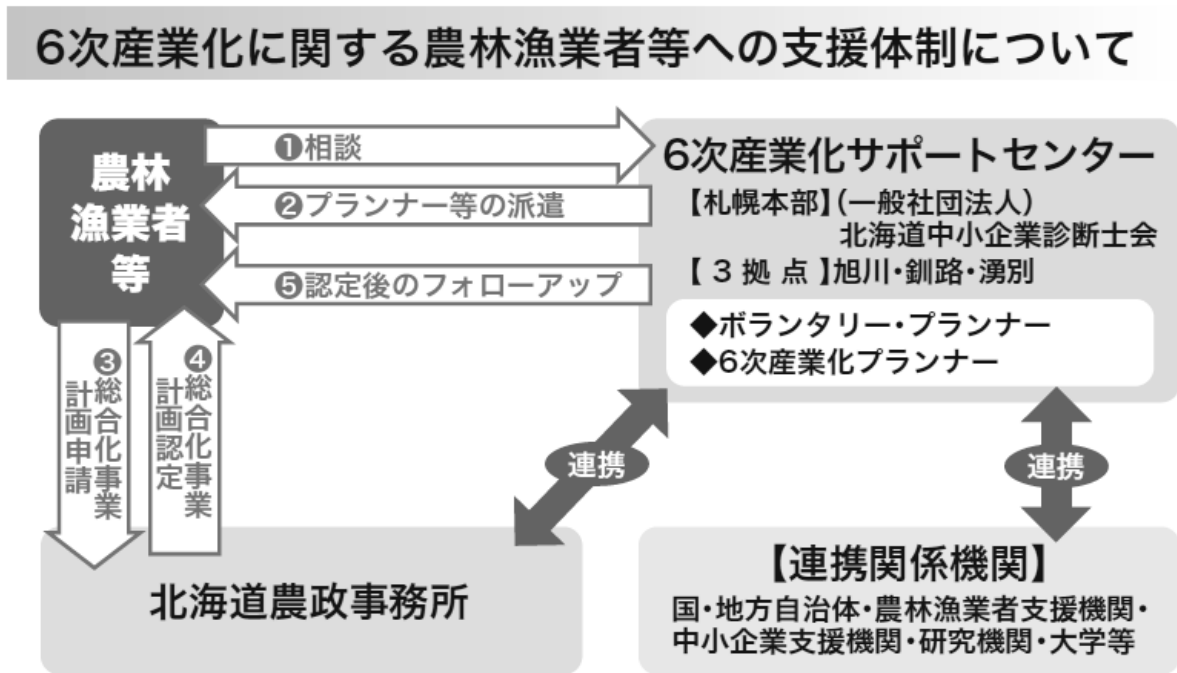 6次産業化に関する農林漁業者等への支援体制について
農林
漁業者
等
❶相談
❷プランナー等の派遣
❺認定後のフォローアップ
6次産業化サポートセンター
【札幌本部】(一般社団法人)
北海道中小企業診断士会
【 3 拠 点 】旭川・釧路・湧別
◆ボランタリー・プランナー
◆6次産業化プランナー
❸総合化事業
計画申請
❹総合化事業
計画認定
連携
連携
北海道農政事務所
【連携関係機関】
国・地方自治体・農林漁業者支援機関・
中小企業支援機関・研究機関・大学等